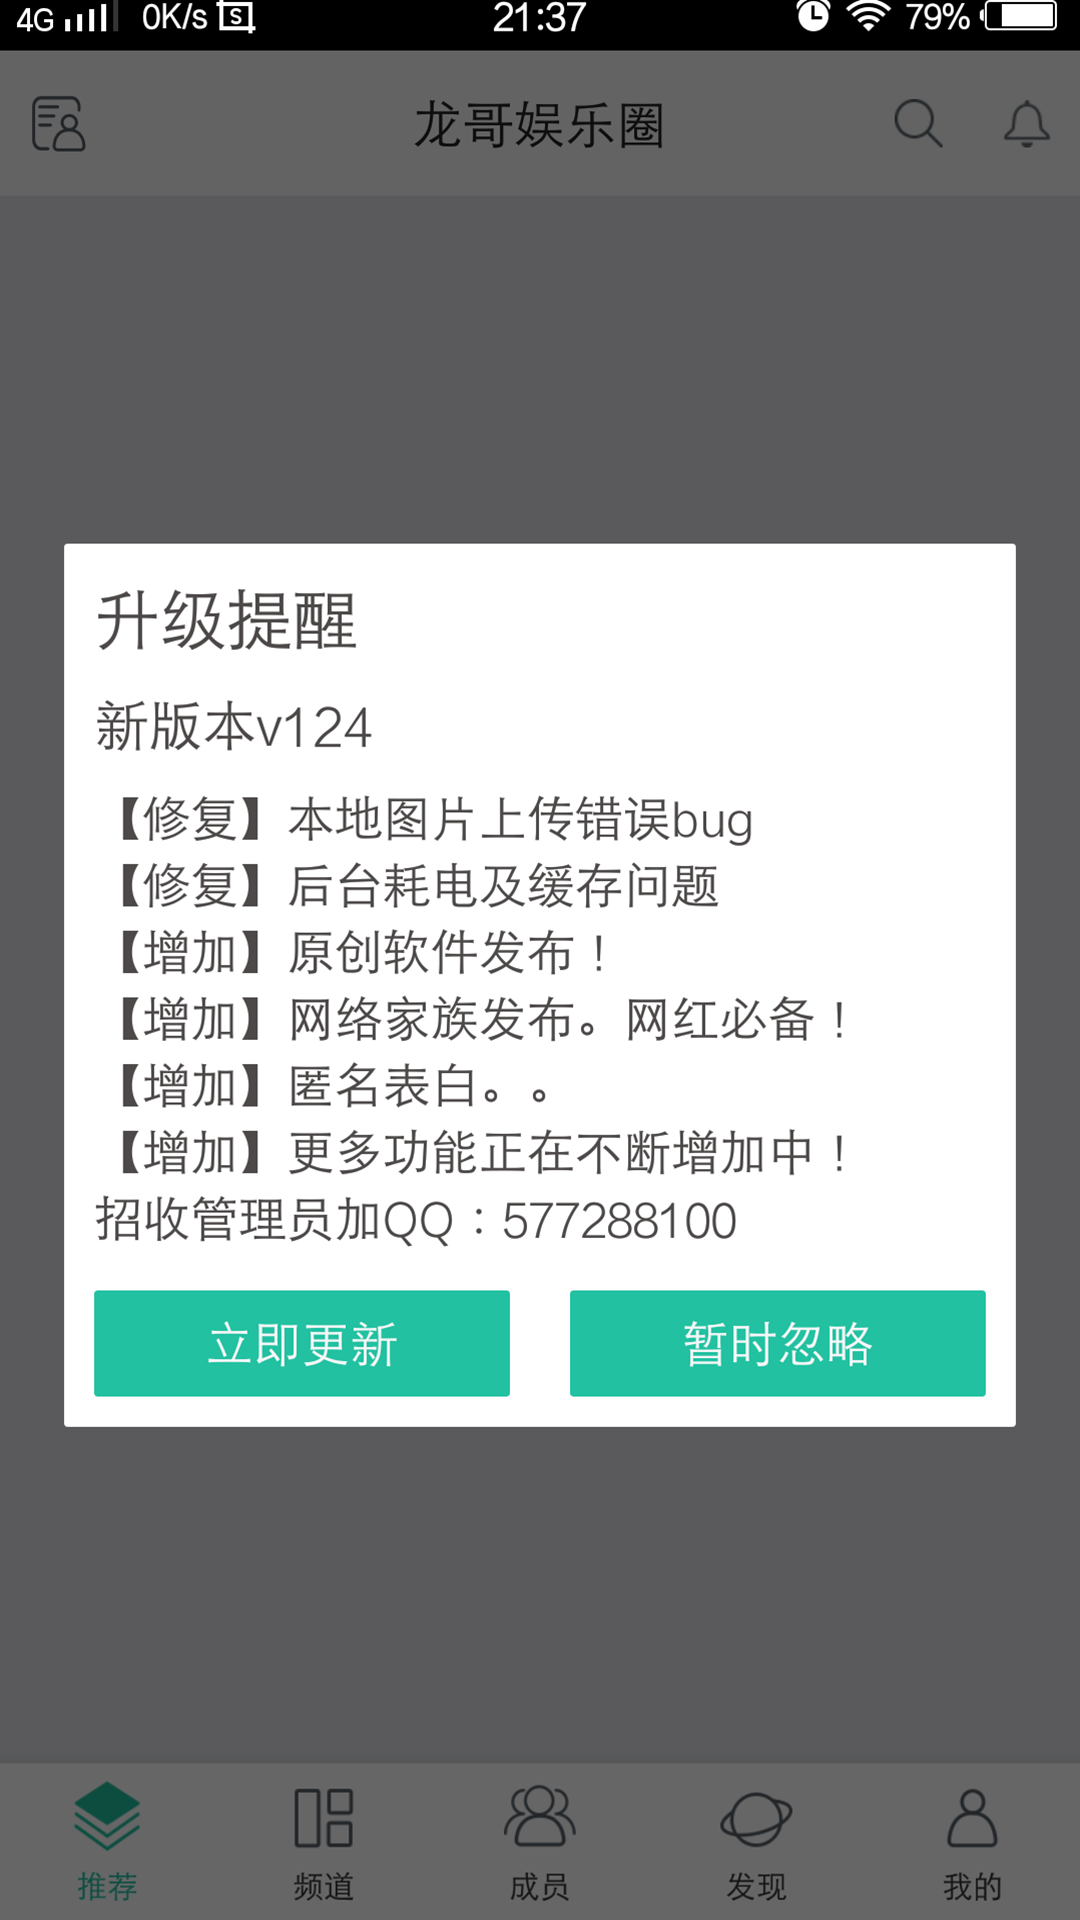 4G 0K/s S 21:37 79%
龙哥娱乐圈
升级提醒
新版本v124
【修复】本地图片上传错误bug
【修复】后台耗电及缓存问题
【增加】原创软件发布！
【增加】网络家族发布。网红必备！
【增加】匿名表白。。
【增加】更多功能正在不断增加中！
招收管理员加QQ：577288100
立即更新 暂时忽略
推荐 频道 成员 发现 我的